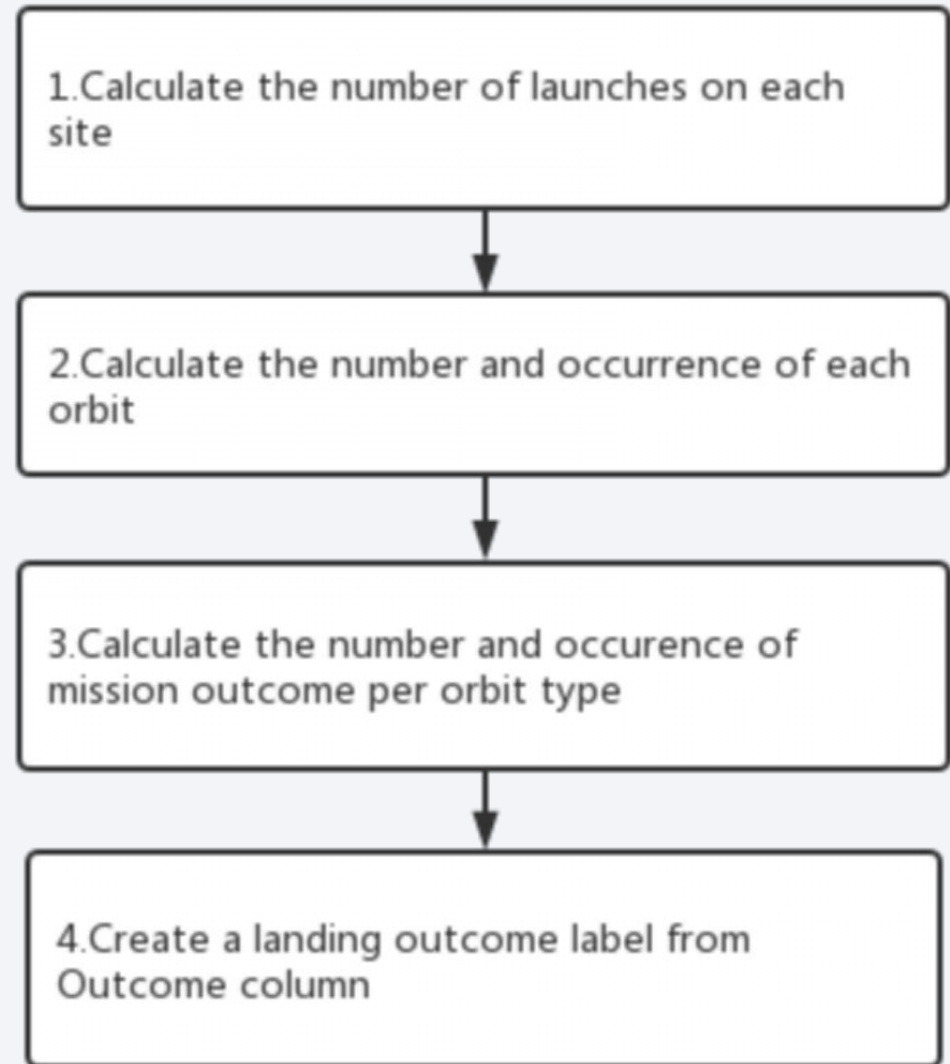 1.Calculate the number of launches on each
site
2.Calculate the number and occurrence of each
orbit
3.Calculate the number and occurence of
mission outcome per orbit type
4.Create a landing outcome label from
Outcome column